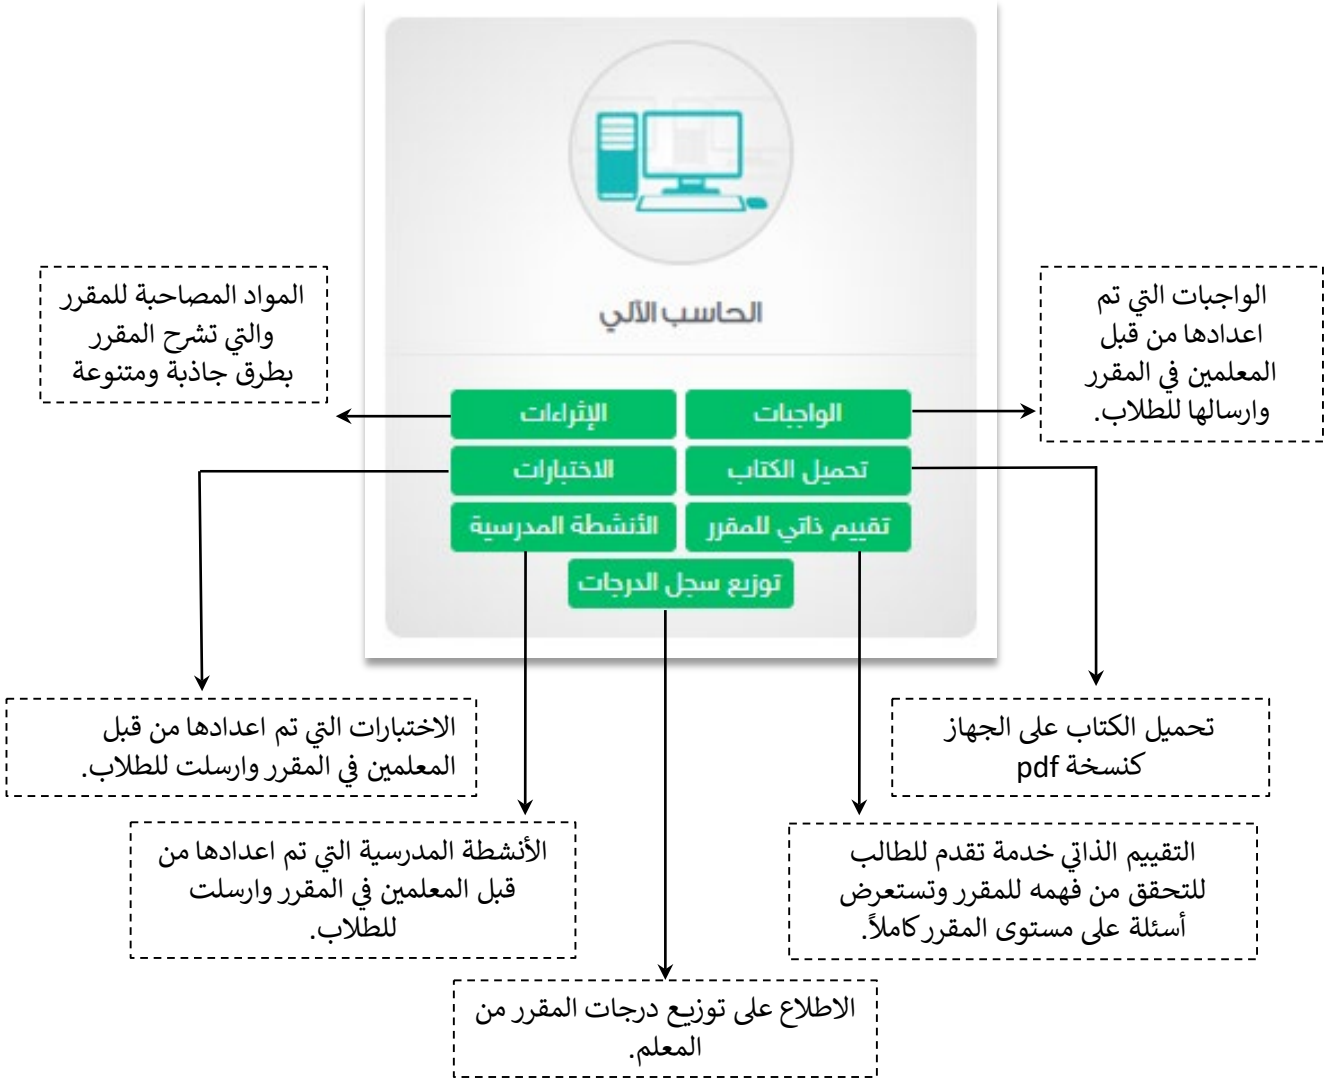 الحاسب الآلي
الواجبات
الإثراءات
تحميل الكتاب
الاختبارات
تقييم ذاتي للمقرر
الأنشطة المدرسية
توزيع سجل الدرجات
الواجبات التي تم
اعدادها من قبل
المعلمين في المقرر
وارسالها للطلاب.
المواد المصاحبة للمقرر
والتي تشرح المقرر
بطرق جاذبة ومتنوعة
تحميل الكتاب على الجهاز
كنسخة pdf
الاختبارات التي تم اعدادها من قبل
المعلمين في المقرر وارسلت للطلاب.
التقييم الذاتي خدمة تقدم للطالب
للتحقق من فهمه للمقرر وتستعرض
أسئلة على مستوى المقرر كاملاً.
الأنشطة المدرسية التي تم اعدادها من
قبل المعلمين في المقرر وارسلت
للطلاب.
الاطلاع على توزيع درجات المقرر من
المعلم.